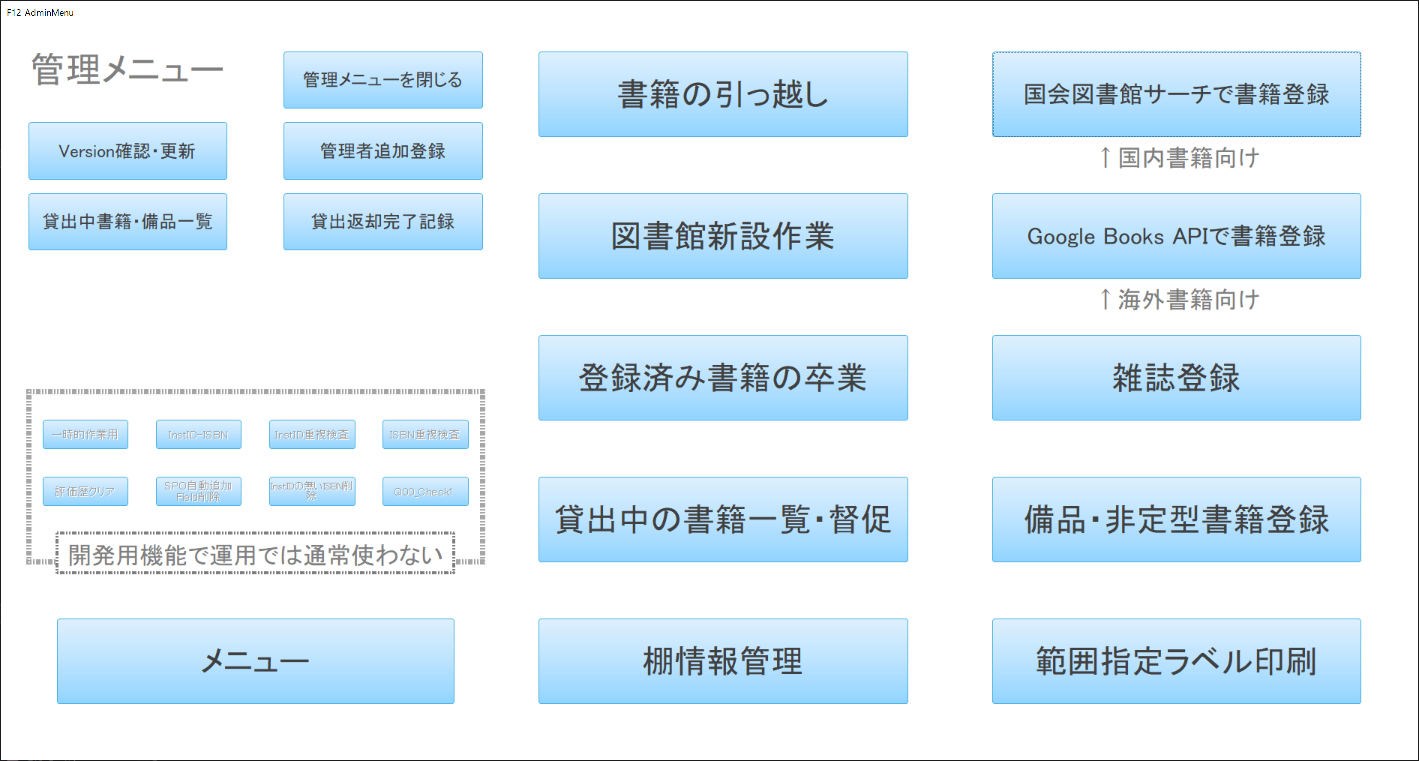 F12 AdminMenu
管理メニュー
管理メニューを閉じる
Version確認・更新
管理者追加登録
貸出中書籍・備品一覧
貸出返却完了記録
一時的作業用
InstID-ISBN
InstID重複検査
ISBN重複検査
評価歴クリア
SPO自動追加
Field削除
InstIDの無いISBN削
除
Q00_Check1
開発用機能で運用では通常使わない
メニュー
書籍の引っ越し
図書館新設作業
登録済み書籍の卒業
貸出中の書籍一覧・督促
棚情報管理
国会図書館サーチで書籍登録
↑国内書籍向け
Google Books APIで書籍登録
↑海外書籍向け
雑誌登録
備品・非定型書籍登録
範囲指定ラベル印刷